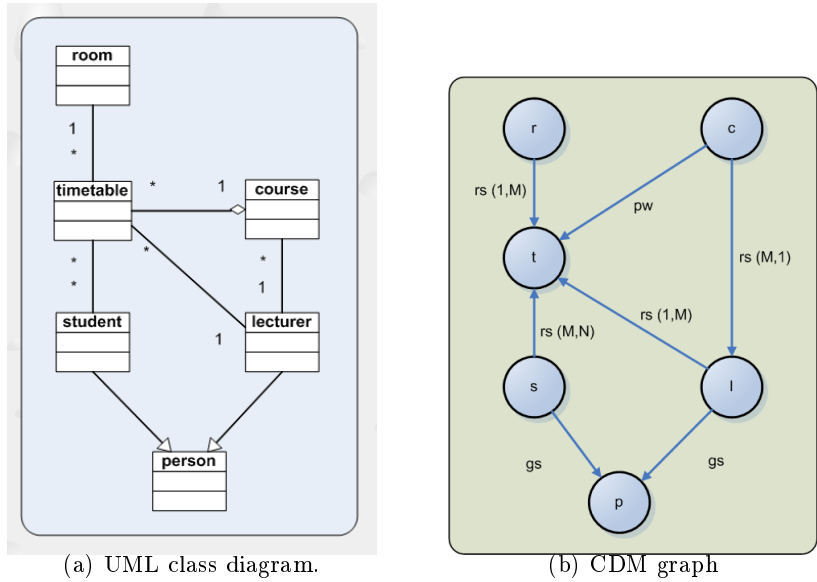 room
1
*
timetable
*
1
course
*
*
*
*
1
1
student
lecturer
person
(a) UML class diagram.
r
c
rs (1,M)
pw
t
rs (M,1)
rs (1,M)
rs (M,N)
s
l
gs
gs
p
(b) CDM graph